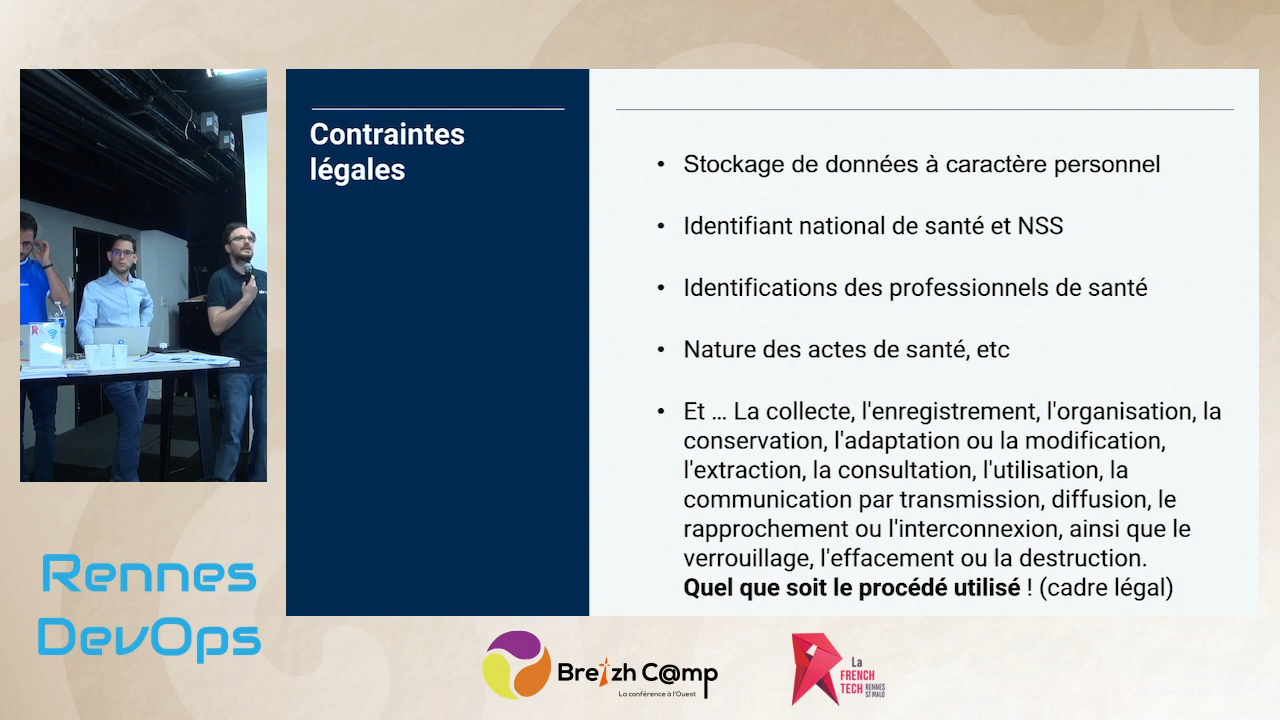 Contraintes
légales
• Stockage de données à caractère personnel
• Identifiant national de santé et NSS
• Identifications des professionnels de santé
• Nature des actes de santé, etc
• Et ... La collecte, l'enregistrement, l'organisation, la
conservation, l'adaptation ou la modification,
l'extraction, la consultation, l'utilisation, la
communication par transmission, diffusion, le
rapprochement ou l'interconnexion, ainsi que le
verrouillage, l'effacement ou la destruction.
Quel que soit le procédé utilisé ! (cadre légal)
Rennes
DevOps
Breizh C@mp
La conférence à l'Ouest
La
FRENCH
TECH RENNES
ST MALO